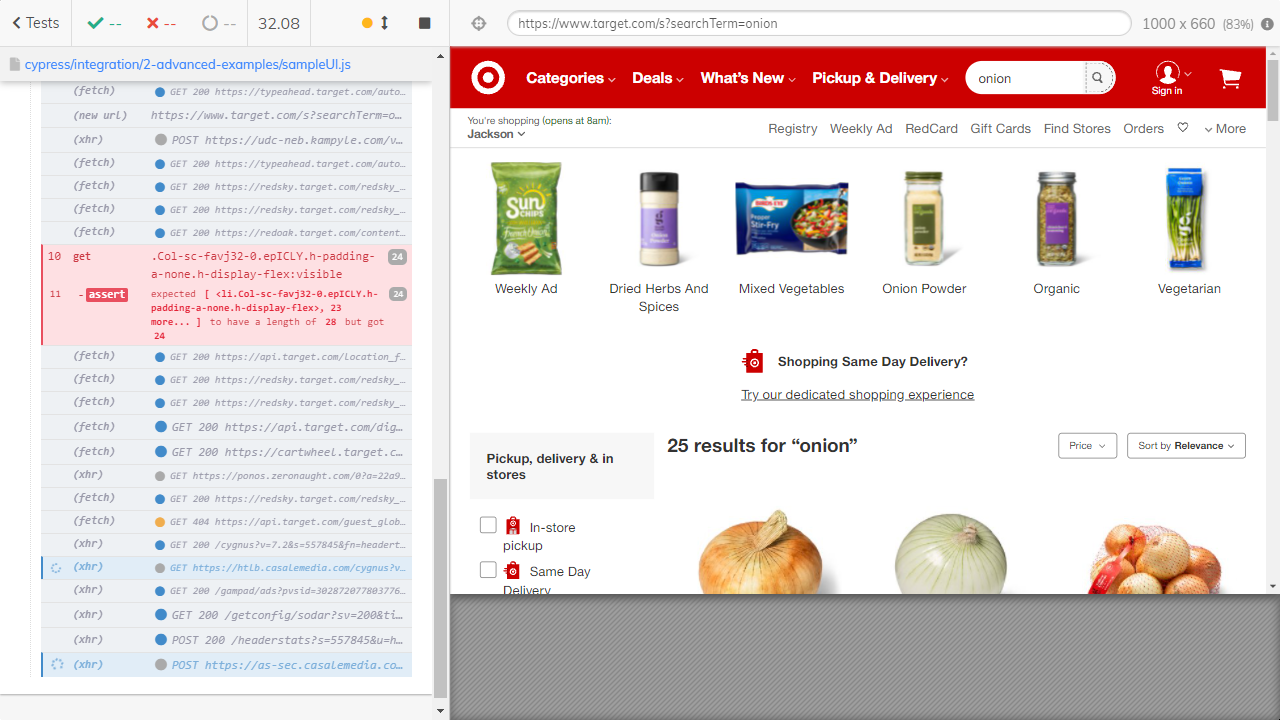 Tests
--
--
--
32.08
https://www.target.com/s?searchTerm=onion
1000 x 660 (83%)
cypress/integration/2-advanced-examples/sampleUI.js
(fetch) GET 200 https://typeahead.target.com/auto…
(new url) https://www.target.com/s?searchTerm=o…
(xhr) POST https://udc-neb.kampyle.com/v…
(fetch) GET 200 https://typeahead.target.com/auto…
(fetch) GET 200 https://redsky.target.com/redsky_…
(fetch) GET 200 https://redsky.target.com/redsky_…
(fetch) GET 200 https://redoak.target.com/content…
10 get .Col-sc-favj32-0.epICLY.h-padding- 24
a-none.h-display-flex:visible
11 -assert expected [ <li.Col-sc-favj32-0.epICLY.h- 24
padding-a-none.h-display-flex>, 23
more... ] to have a length of 28 but got
24
(fetch) GET 200 https://api.target.com/location_f…
(fetch) GET 200 https://redsky.target.com/redsky_…
(fetch) GET 200 https://redsky.target.com/redsky_…
(fetch) GET 200 https://api.target.com/dig…
(fetch) GET 200 https://cartwheel.target.c…
(xhr) GET https://ponos.zeronaught.com/0?a=22a9…
(fetch) GET 200 https://redsky.target.com/redsky_…
(fetch) GET 404 https://api.target.com/guest_glob…
(xhr) GET 200 /cygnus?v=7.2&s=557845&fn=headert…
(xhr) GET https://htlb.casalemedia.com/cygnus?v…
(xhr) GET 200 /gampad/ads?pvsid=302872077803776…
(xhr) GET 200 /getconfig/sodar?sv=200&ti…
(xhr) POST 200 /headerstats?s=557845&u=h…
(xhr) POST https://as-sec.casalemedia.co…
Categories
Deals
What's New
Pickup & Delivery
onion
Sign in
You're shopping (opens at 8am):
Jackson
Registry
Weekly Ad
RedCard
Gift Cards
Find Stores
Orders
More
SUN
CHIPS
French Onion
BIRDS EYE
Pepper
Stir-Fry
Weekly Ad
Dried Herbs And
Spices
Mixed Vegetables
Onion Powder
Organic
Vegetarian
Shopping Same Day Delivery?
Try our dedicated shopping experience
Pickup, delivery & in
stores
25 results for “onion”
Price
Sort by Relevance
In-store
pickup
Same Day
Delivery